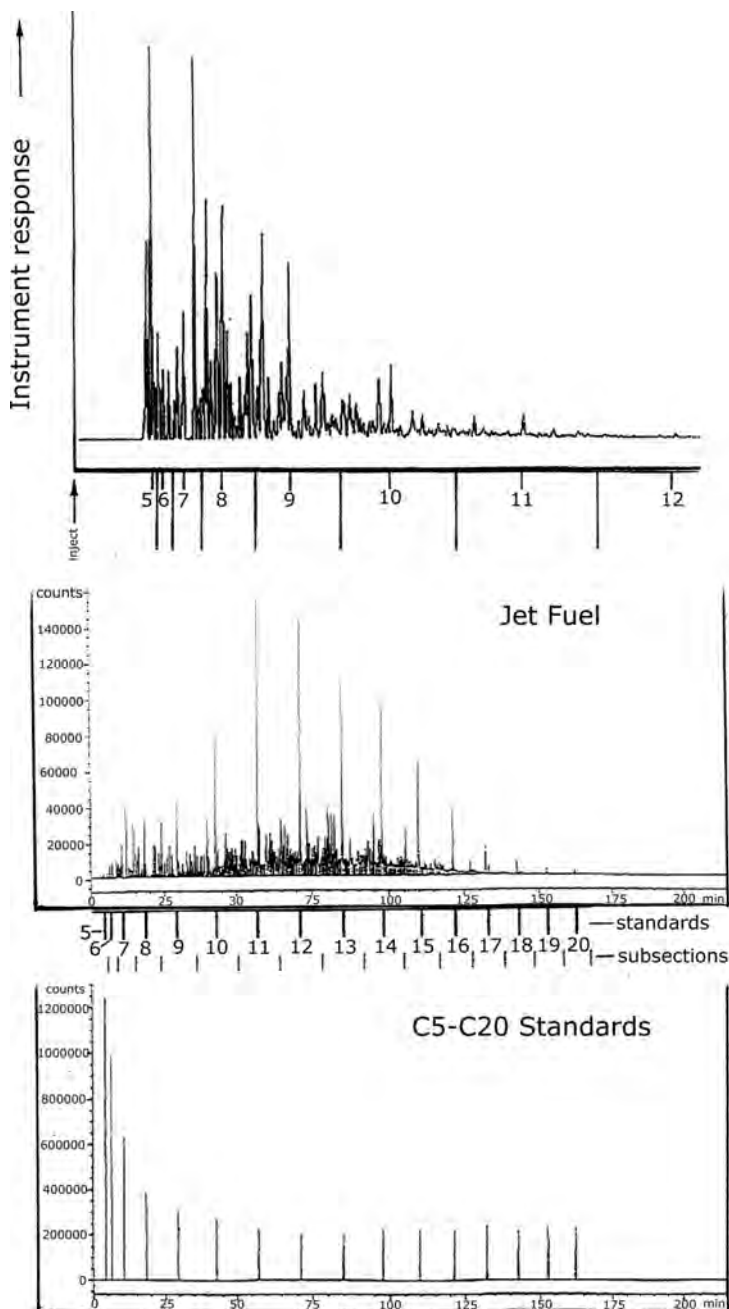 Instrument response
Inject
5 6 7 8 9 10 11 12
counts
Jet Fuel
140000
120000
100000
80000
60000
40000
20000
0
0 25 50 75 100 125 150 175 200 min
5 standards
6 7 8 9 10 11 12 13 14 15 16 17 18 19 20
subsections
counts
C5-C20 Standards
1200000
1000000
800000
600000
400000
200000
0
0 25 50 75 100 125 150 175 200 min